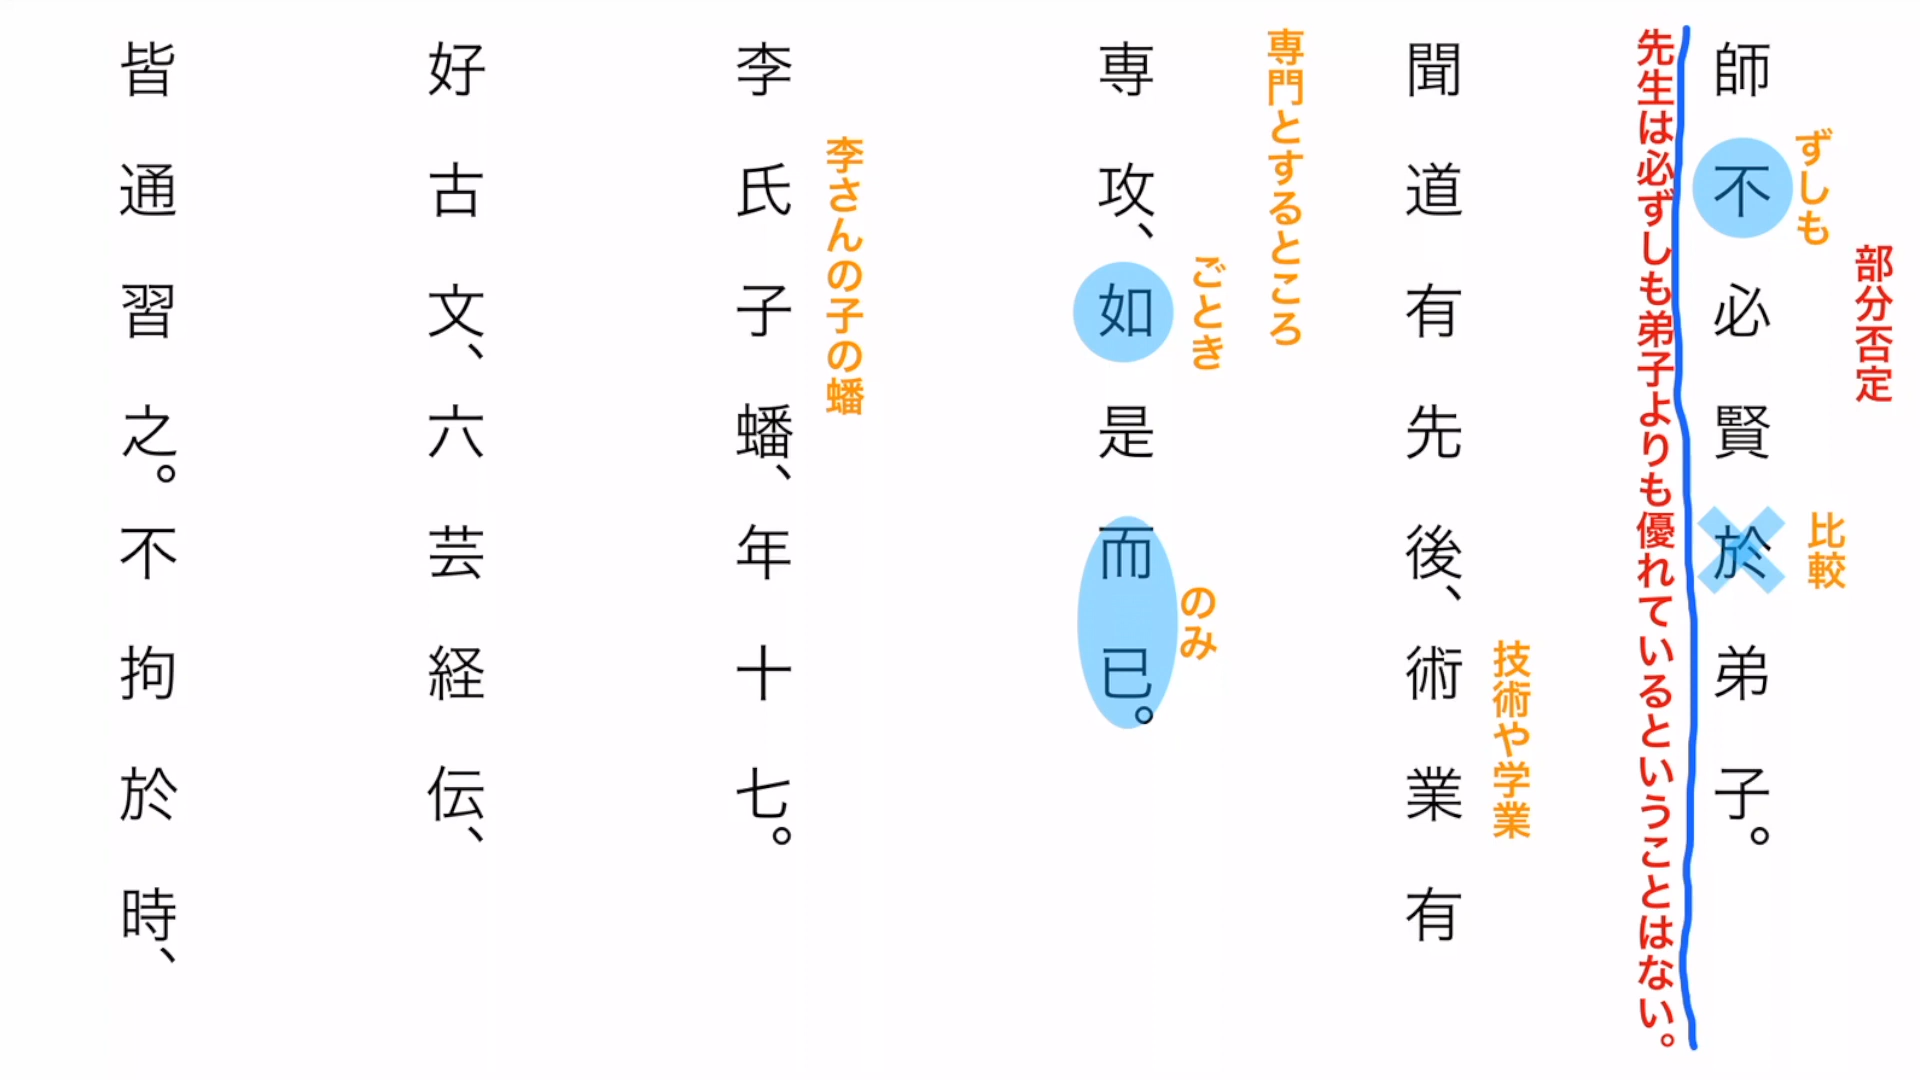 部分否定
ずしも
比較
師不必賢於弟子。
先生は必ずしも弟子よりも優れているということはない。
技術や学業
聞道有先後、術業有
専門とするところ
ごとき
のみ
専攻、如是而已。
李さんの子の蟠
李氏子蟠、年十七。
好古文、六芸経伝、
皆通習之。不拘於時、